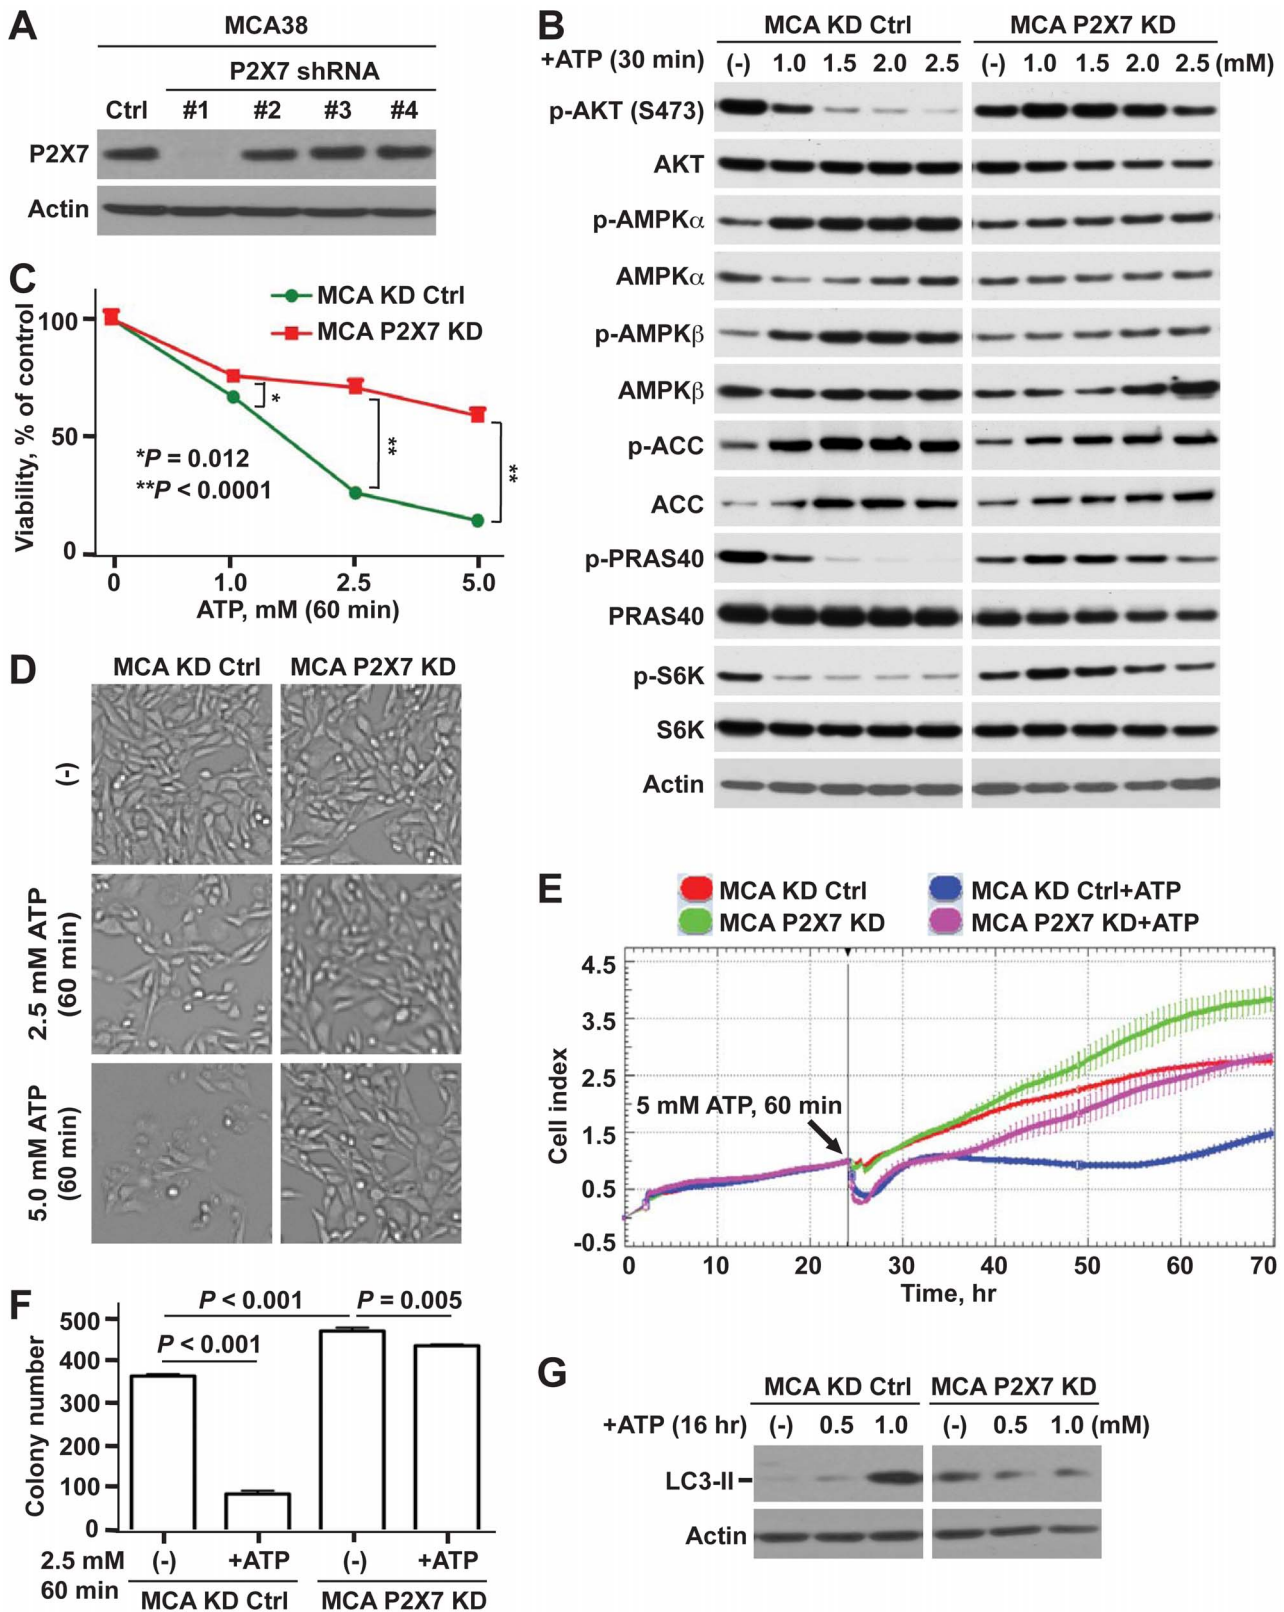 A
MCA38
P2X7 shRNA
Ctrl #1 #2 #3 #4
P2X7
Actin
B
MCA KD Ctrl MCA P2X7 KD
+ATP (30 min) (-) 1.0 1.5 2.0 2.5 (-) 1.0 1.5 2.0 2.5 (mM)
p-AKT (S473)
AKT
p-AMPKα
AMPKα
p-AMPKβ
AMPKβ
p-ACC
ACC
p-PRAS40
PRAS40
p-S6K
S6K
Actin
C
MCA KD Ctrl
MCA P2X7 KD
Viability, % of control
100
50
0
*
**
**
*P = 0.012
**P < 0.0001
0 1.0 2.5 5.0
ATP, mM (60 min)
D
MCA KD Ctrl MCA P2X7 KD
(-)
2.5 mM ATP
(60 min)
5.0 mM ATP
(60 min)
E
MCA KD Ctrl MCA KD Ctrl+ATP
MCA P2X7 KD MCA P2X7 KD+ATP
Cell index
4.5
3.5
2.5
1.5
0.5
-0.5
5 mM ATP, 60 min
0 10 20 30 40 50 60 70
Time, hr
F
Colony number
500
400
300
200
100
0
P < 0.001 P = 0.005
P < 0.001
2.5 mM
60 min
(-) +ATP (-) +ATP
MCA KD Ctrl MCA P2X7 KD
G
MCA KD Ctrl MCA P2X7 KD
+ATP (16 hr) (-) 0.5 1.0 (-) 0.5 1.0 (mM)
LC3-II
Actin